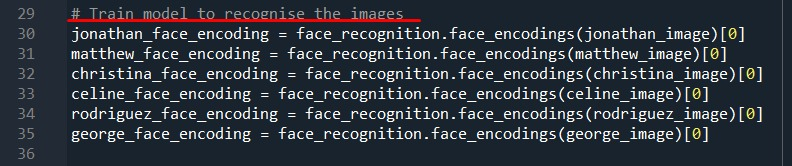 29 # Train model to recognise the images
30 jonathan_face_encoding = face_recognition.face_encodings(jonathan_image)[0]
31 matthew_face_encoding = face_recognition.face_encodings(matthew_image)[0]
32 christina_face_encoding = face_recognition.face_encodings(christina_image)[0]
33 celine_face_encoding = face_recognition.face_encodings(celine_image)[0]
34 rodriguez_face_encoding = face_recognition.face_encodings(rodriguez_image)[0]
35 george_face_encoding = face_recognition.face_encodings(george_image)[0]
36